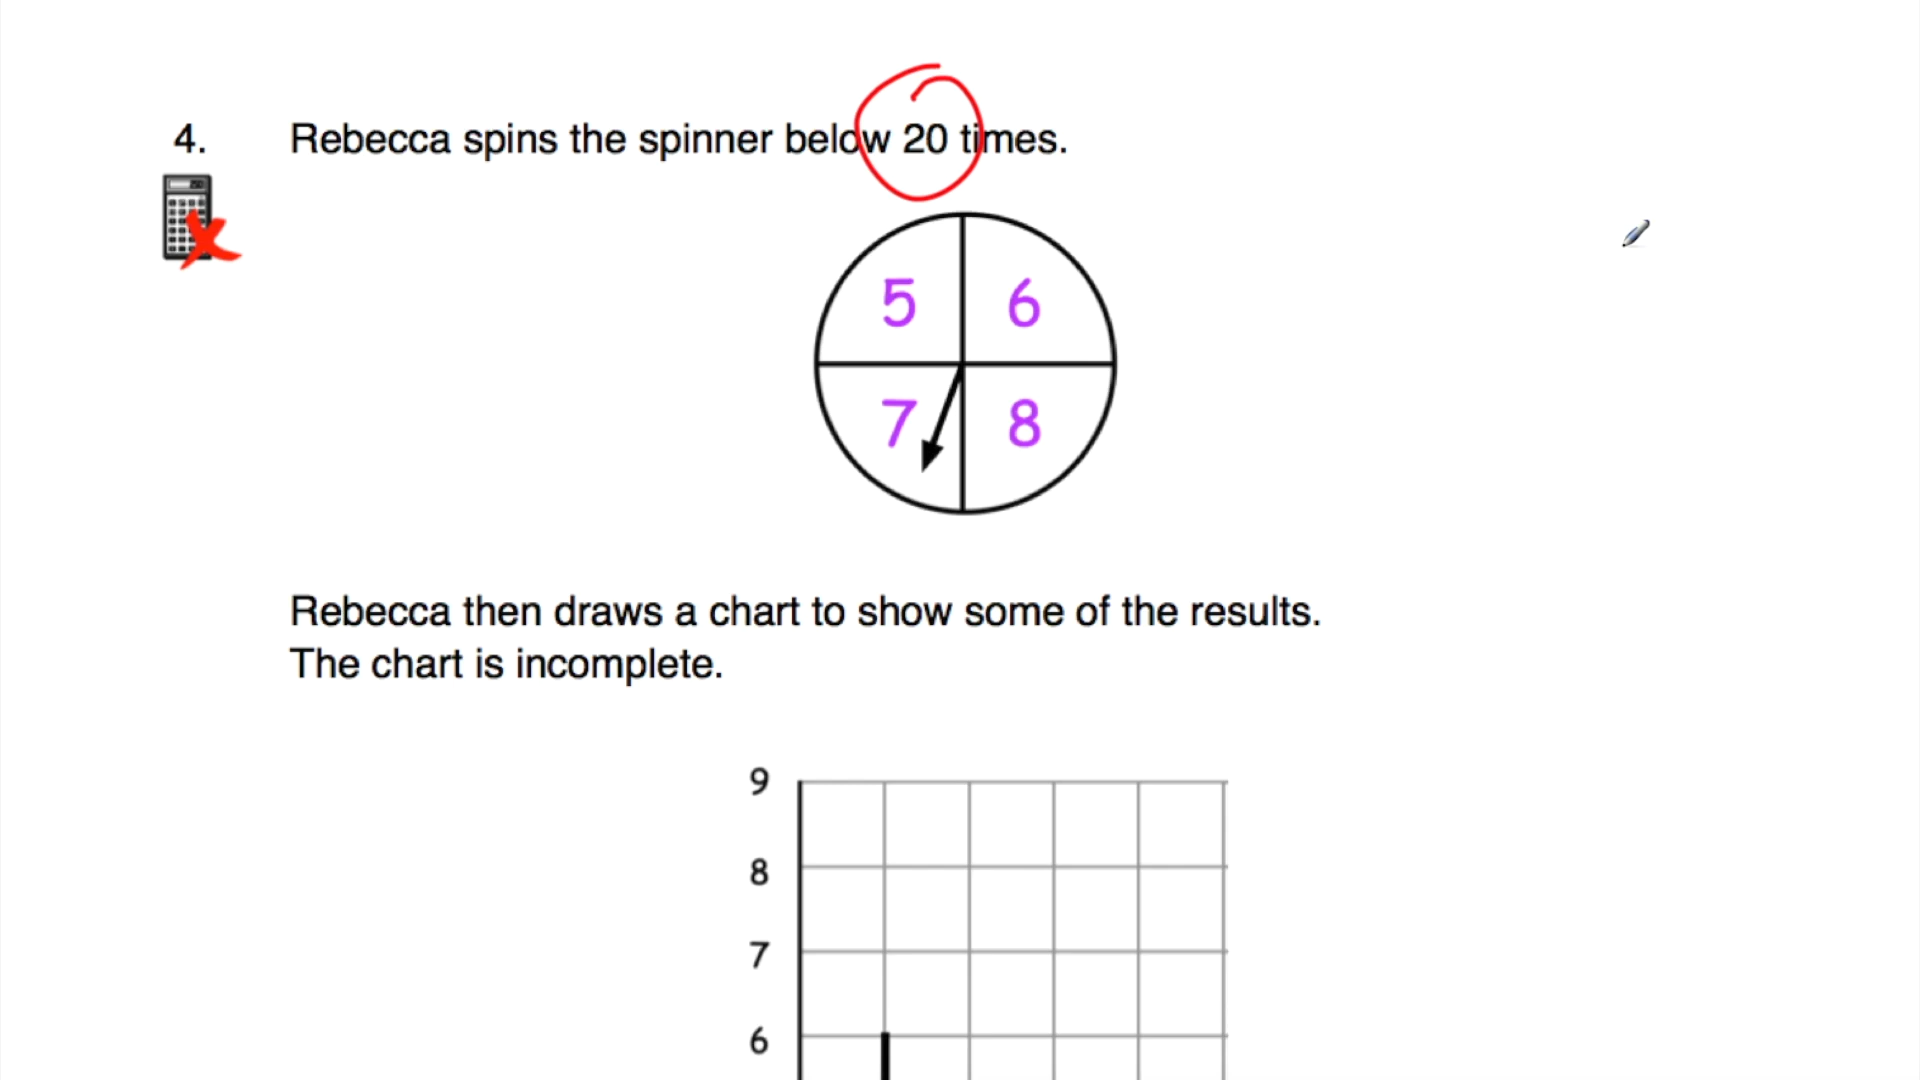 4. Rebecca spins the spinner below 20 times.
5 6
7 8
Rebecca then draws a chart to show some of the results.
The chart is incomplete.
9
8
7
6